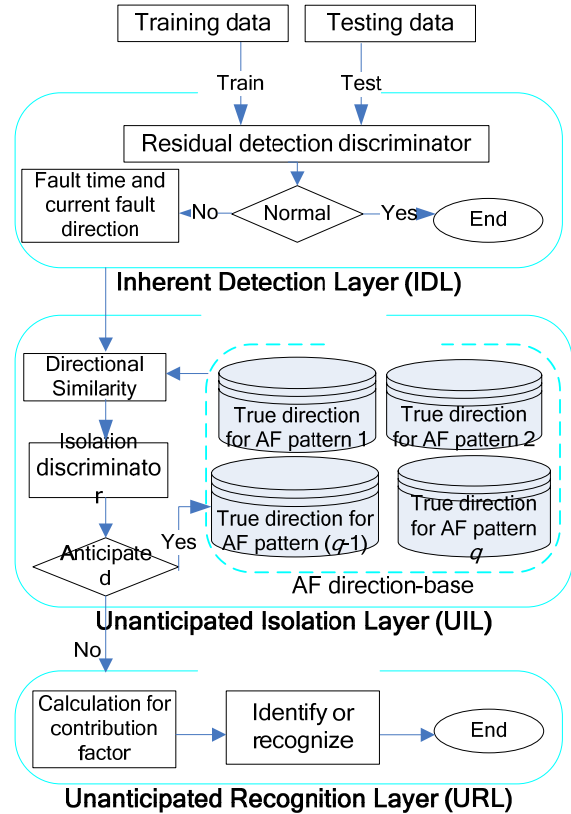 Training data
Testing data
Train
Test
Residual detection discriminator
Fault time and
current fault
direction
No
Normal
Yes
End
Inherent Detection Layer (IDL)
Directional
Similarity
True direction
for AF pattern 1
True direction
for AF pattern 2
Isolation
discriminato
r
True direction for
AF pattern (q-1)
True direction
for AF pattern
q
Anticipate
d
Yes
AF direction-base
Unanticipated Isolation Layer (UIL)
No
Calculation for
contribution
factor
Identify or
recognize
End
Unanticipated Recognition Layer (URL)